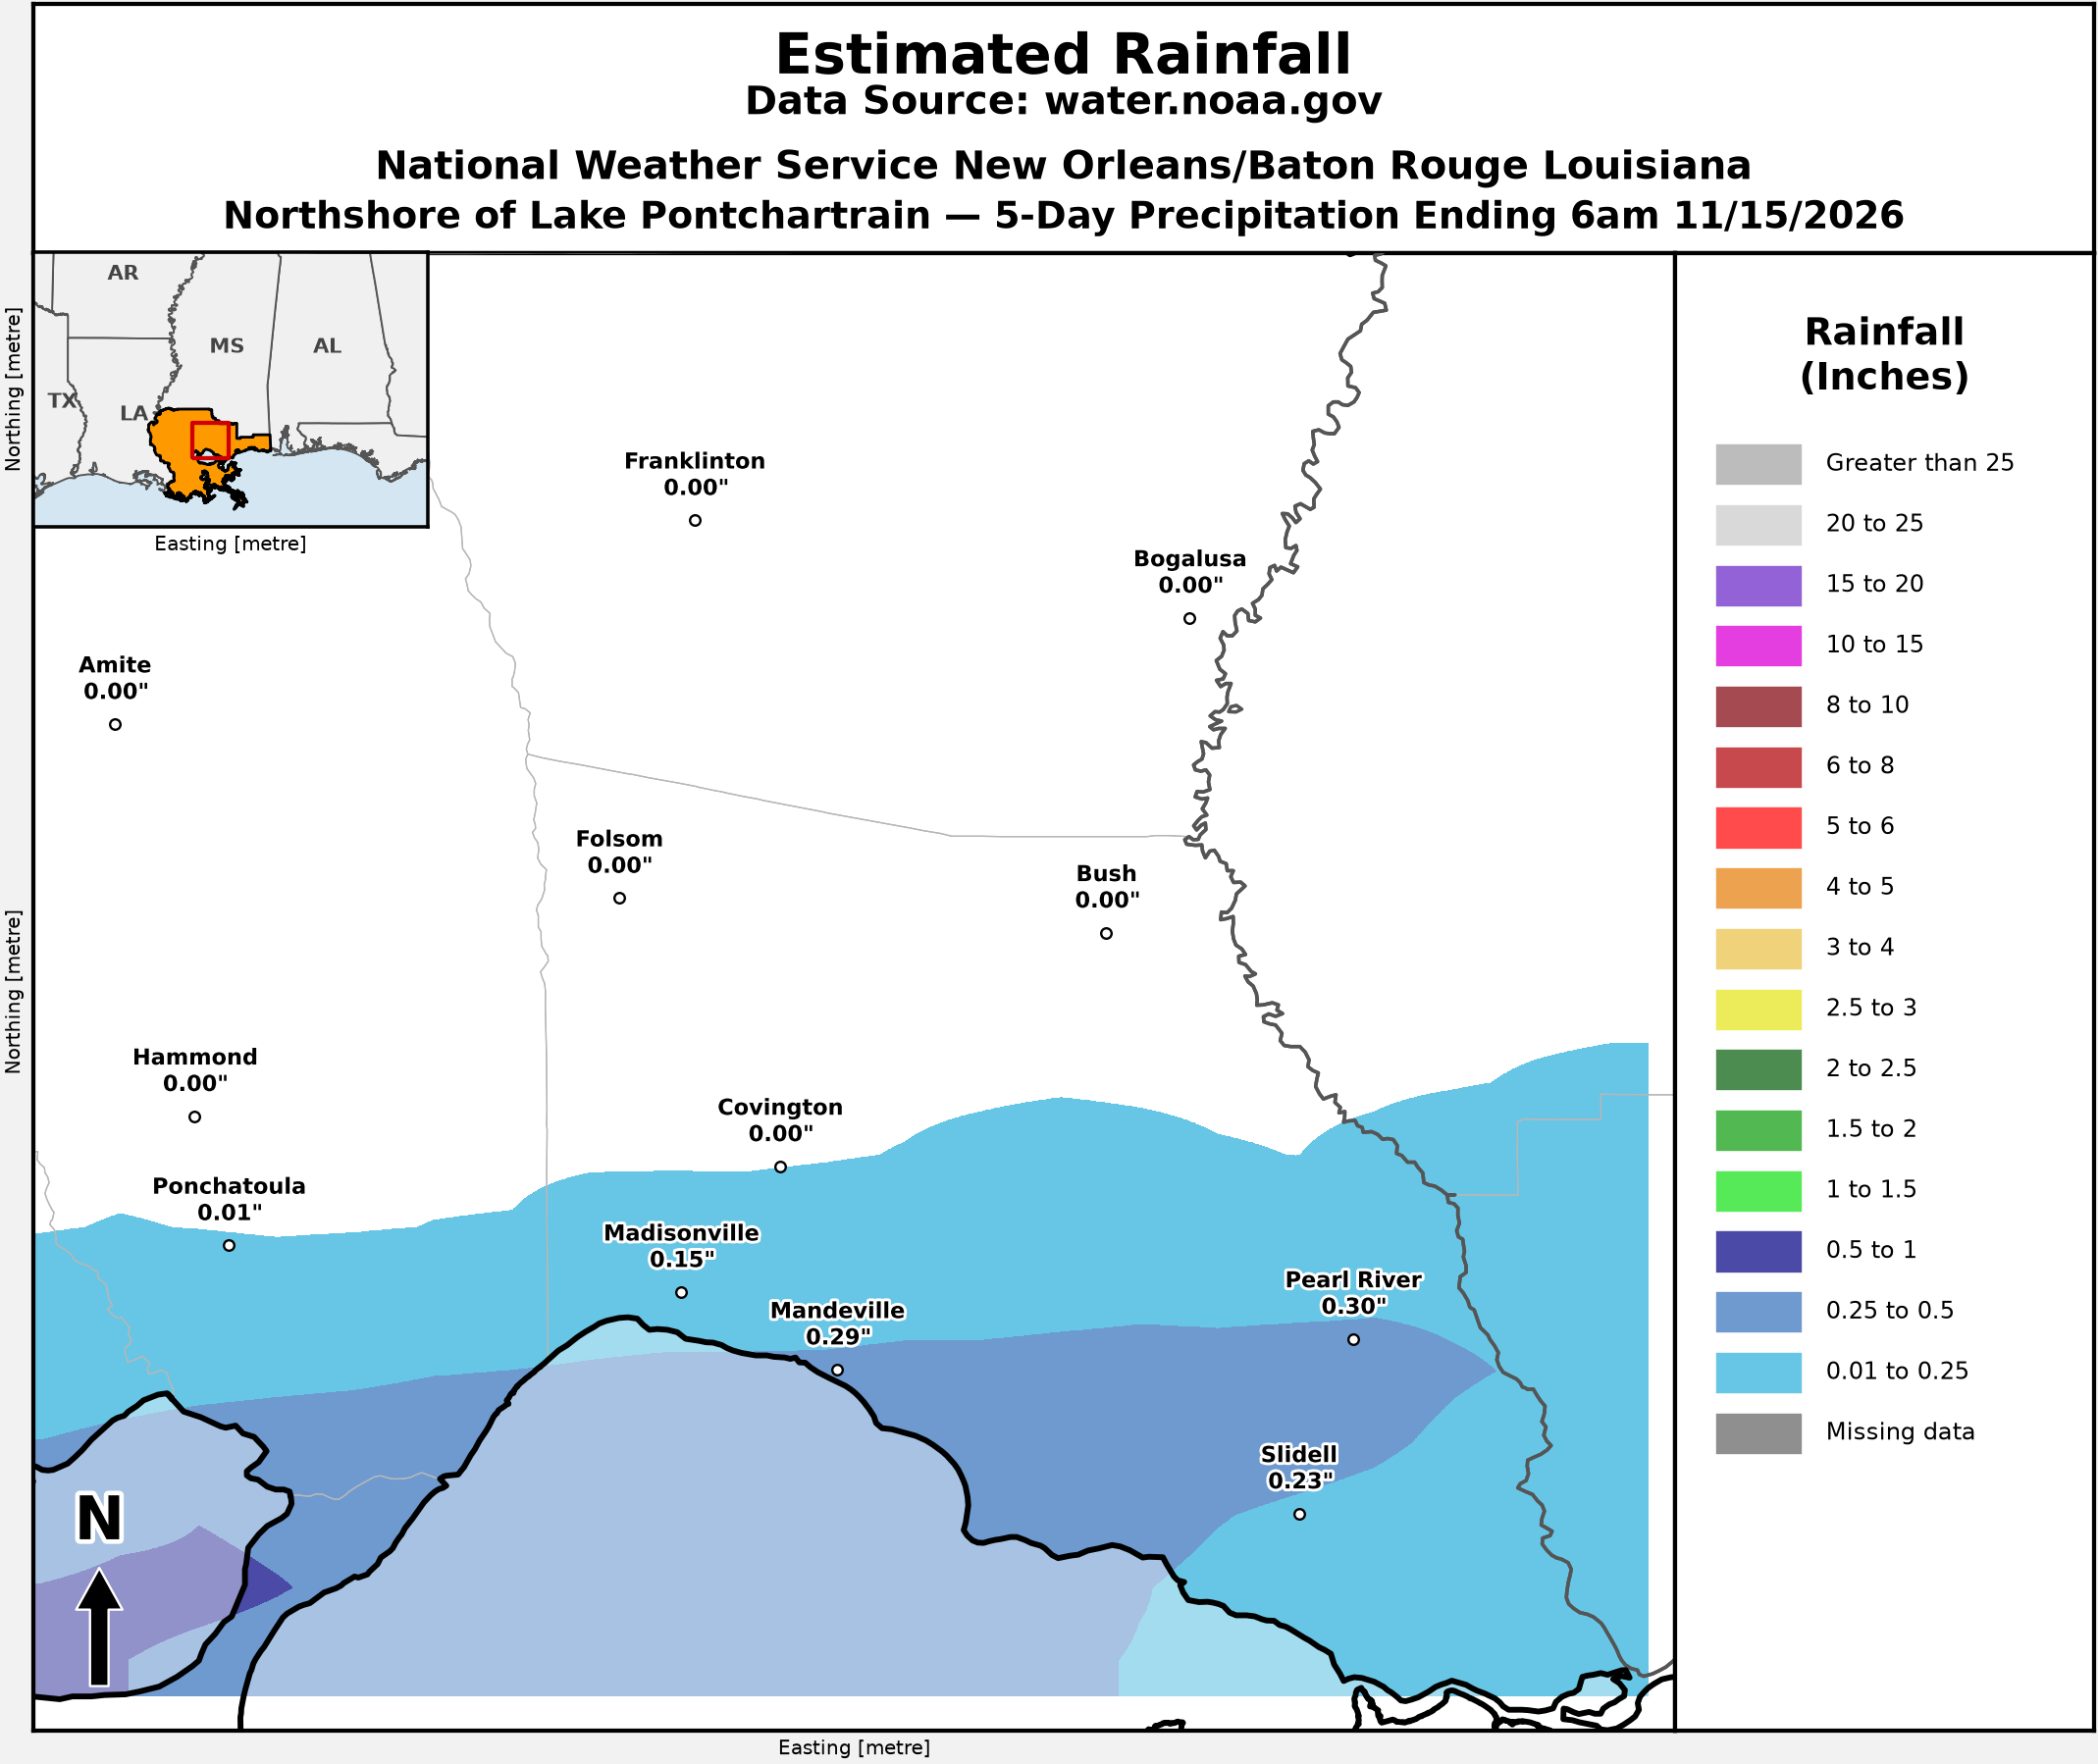 Estimated Rainfall
Data Source: water.noaa.gov
National Weather Service New Orleans/Baton Rouge Louisiana
Northshore of Lake Pontchartrain — 5-Day Precipitation Ending 6am 11/15/2026
AR
MS
AL
TX
LA
Northing [metre]
Easting [metre]
Franklinton
0.00"
Bogalusa
0.00"
Amite
0.00"
Folsom
0.00"
Bush
0.00"
Northing [metre]
Hammond
0.00"
Covington
0.00"
Ponchatoula
0.01"
Madisonville
0.15"
Pearl River
0.30"
Mandeville
0.29"
Slidell
0.23"
N
Easting [metre]
Rainfall
(Inches)
Greater than 25
20 to 25
15 to 20
10 to 15
8 to 10
6 to 8
5 to 6
4 to 5
3 to 4
2.5 to 3
2 to 2.5
1.5 to 2
1 to 1.5
0.5 to 1
0.25 to 0.5
0.01 to 0.25
Missing data